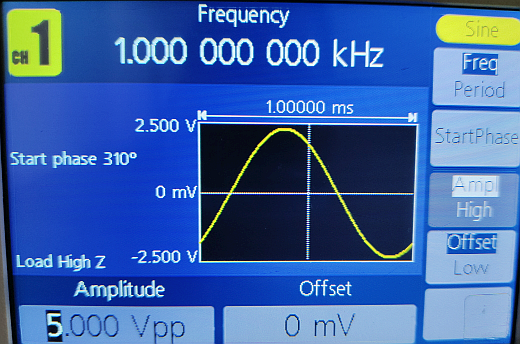 CH 1
Frequency
1.000 000 000 kHz
Sine
Freq
Period
StartPhase
Ampl
High
Offset
Low
1.00000 ms
2.500 V
Start phase 310°
0 mV
-2.500 V
Load High Z
Amplitude
5.000 Vpp
Offset
0 mV